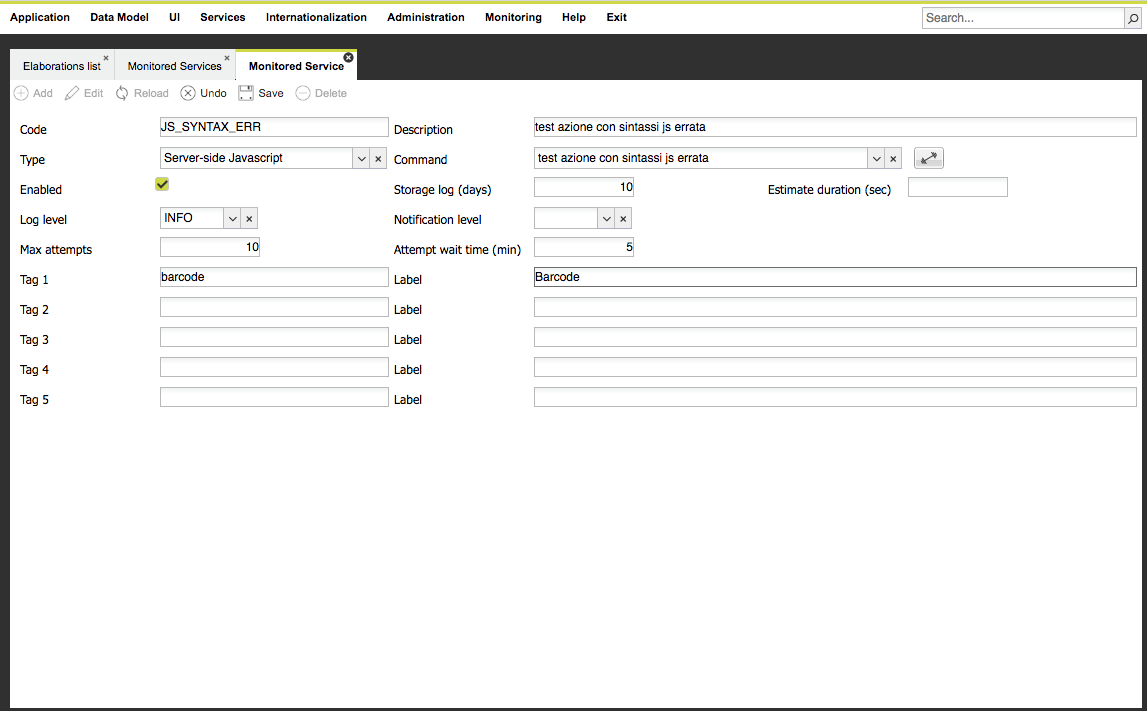 Application Data Model UI Services Internationalization Administration Monitoring Help Exit Search...
Elaborations list Monitored Services Monitored Service
Add Edit Reload Undo Save Delete
Code JS_SYNTAX_ERR Description test azione con sintassi js errata
Type Server-side Javascript Command test azione con sintassi js errata
Enabled Storage log (days) 10 Estimate duration (sec)
Log level INFO Notification level
Max attempts 10 Attempt wait time (min) 5
Tag 1 barcode Label Barcode
Tag 2 Label
Tag 3 Label
Tag 4 Label
Tag 5 Label